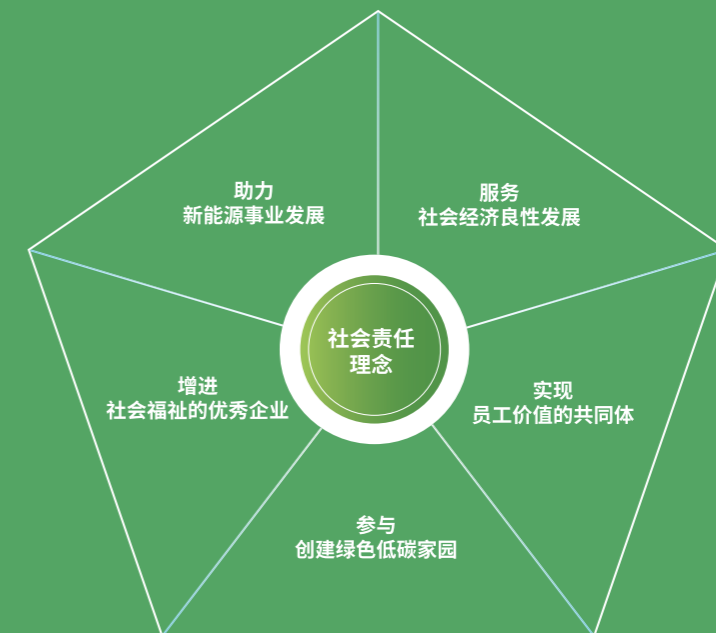 助力
新能源事业发展
服务
社会经济良性发展
社会责任
理念
增进
社会福祉的优秀企业
实现
员工价值的共同体
参与
创建绿色低碳家园